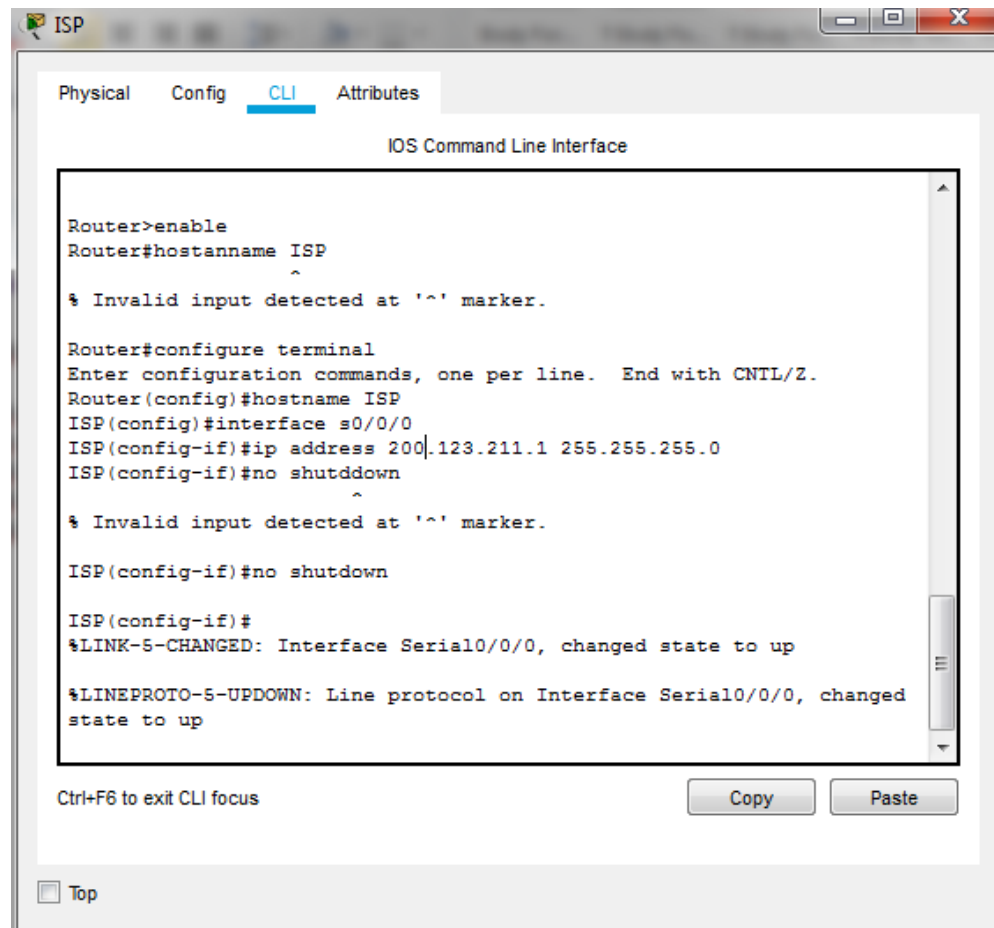 ISP
Physical Config CLI Attributes
IOS Command Line Interface
Router>enable
Router#hostanname ISP
^
% Invalid input detected at '^' marker.
Router#configure terminal
Enter configuration commands, one per line. End with CNTL/Z.
Router(config)#hostname ISP
ISP(config)#interface s0/0/0
ISP(config-if)#ip address 200.123.211.1 255.255.255.0
ISP(config-if)#no shutddown
^
% Invalid input detected at '^' marker.
ISP(config-if)#no shutdown
ISP(config-if)#
%LINK-5-CHANGED: Interface Serial0/0/0, changed state to up
%LINEPROTO-5-UPDOWN: Line protocol on Interface Serial0/0/0, changed
state to up
Ctrl+F6 to exit CLI focus
Copy Paste
Top